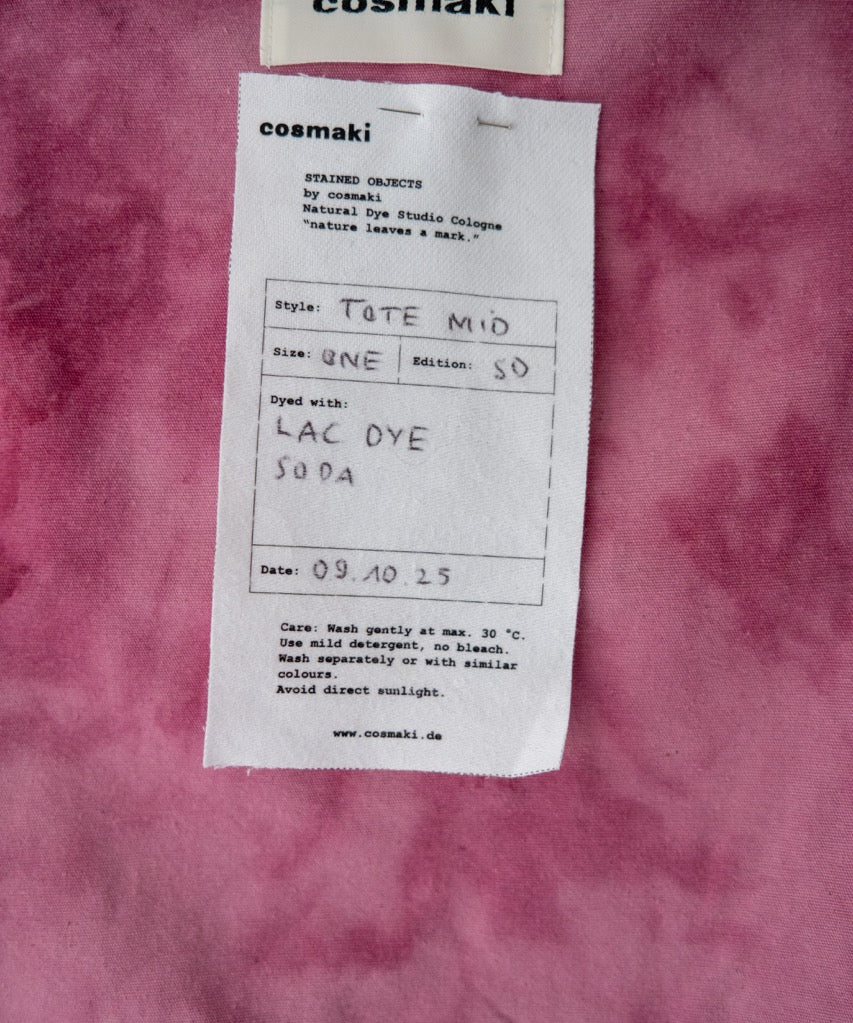 cosmaki
cosmaki
STAINED OBJECTS
by cosmaki
Natural Dye Studio Cologne
“nature leaves a mark.”
Style: TOTE MID
Size: ONE Edition: 50
Dyed with:
LAC DYE
SODA
Date: 09.10.25
Care: Wash gently at max. 30 °C.
Use mild detergent, no bleach.
Wash separately or with similar
colours.
Avoid direct sunlight.
www.cosmaki.de